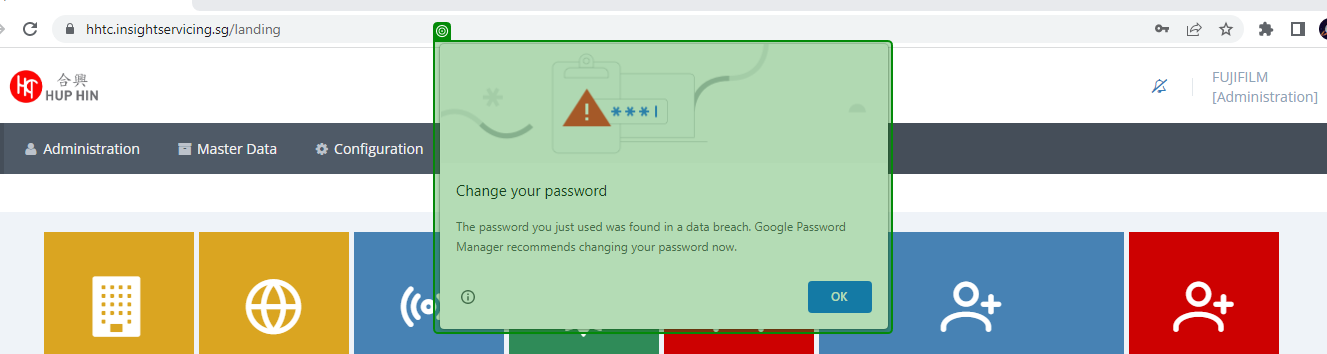 hhtc.insightservicing.sg/landing
合興
HUP HIN
FUJIFILM
[Administration]
Administration
Master Data
Configuration
***|
Change your password
The password you just used was found in a data breach. Google Password
Manager recommends changing your password now.
OK